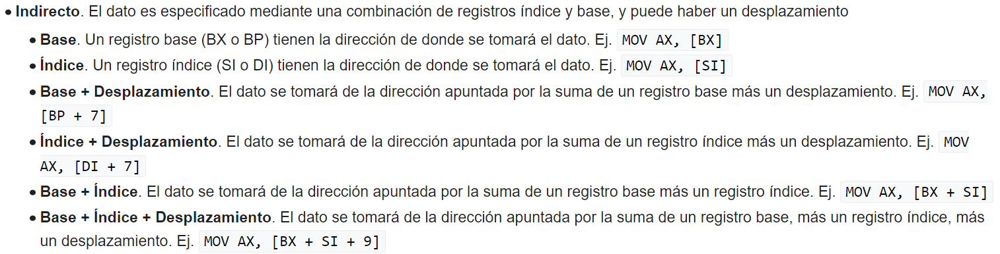 • Indirecto. El dato es especificado mediante una combinación de registros índice y base, y puede haber un desplazamiento
• Base. Un registro base (BX o BP) tienen la dirección de donde se tomará el dato. Ej. MOV AX, [BX]
• Índice. Un registro índice (SI o DI) tienen la dirección de donde se tomará el dato. Ej. MOV AX, [SI]
• Base + Desplazamiento. El dato se tomará de la dirección apuntada por la suma de un registro base más un desplazamiento. Ej. MOV AX,
[BP + 7]
• Índice + Desplazamiento. El dato se tomará de la dirección apuntada por la suma de un registro índice más un desplazamiento. Ej. MOV
AX, [DI + 7]
• Base + Índice. El dato se tomará de la dirección apuntada por la suma de un registro base más un registro índice. Ej. MOV AX, [BX + SI]
• Base + Índice + Desplazamiento. El dato se tomará de la dirección apuntada por la suma de un registro base, más un registro índice, más
un desplazamiento. Ej. MOV AX, [BX + SI + 9]